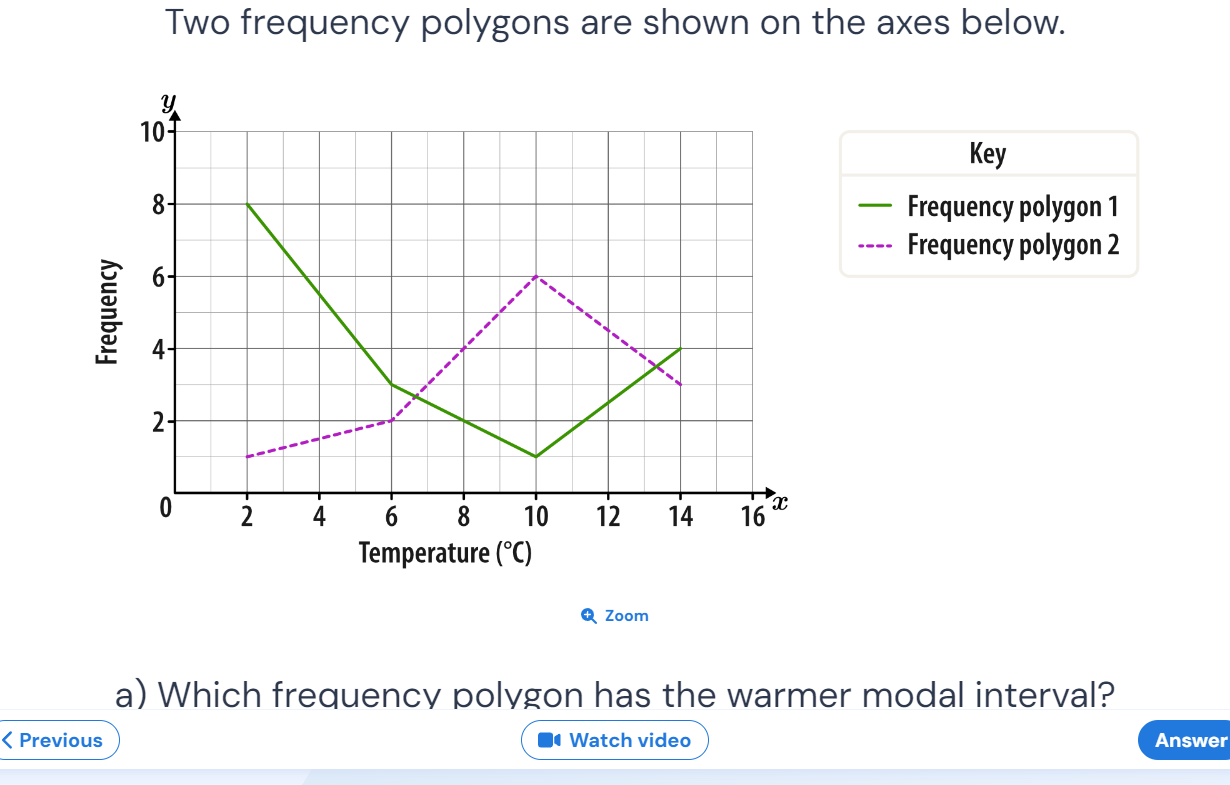 Two frequency polygons are shown on the axes below.
y
10
8
6
4
2
0
2 4 6 8 10 12 14 16
x
Frequency
Temperature (°C)
Key
Frequency polygon 1
Frequency polygon 2
Zoom
a) Which frequency polygon has the warmer modal interval?
Previous
Watch video
Answer